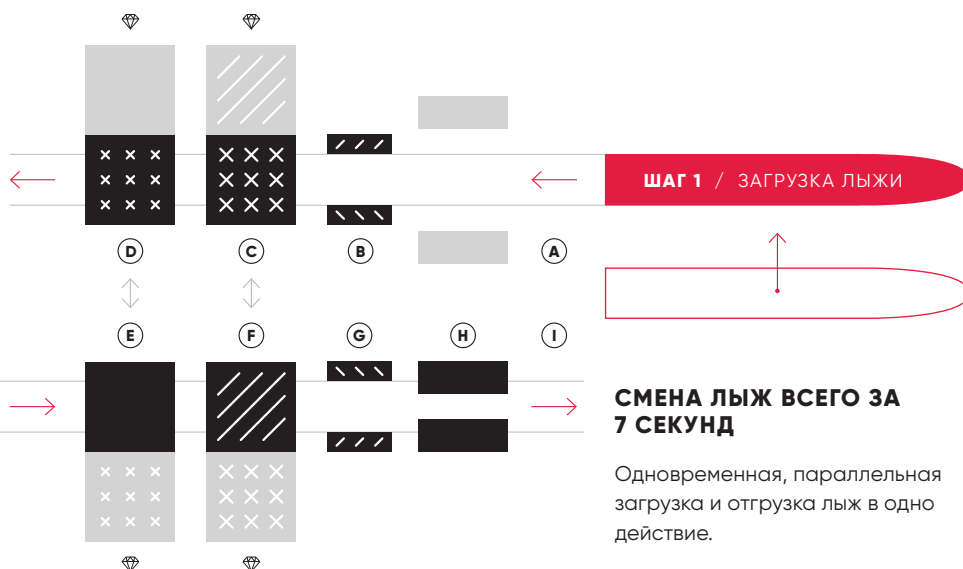 ШАГ 1 / ЗАГРУЗКА ЛЫЖИ
D
C
B
A
E
F
G
H
I
СМЕНА ЛЫЖ ВСЕГО ЗА
7 СЕКУНД
Одновременная, параллельная
загрузка и отгрузка лыж в одно
действие.